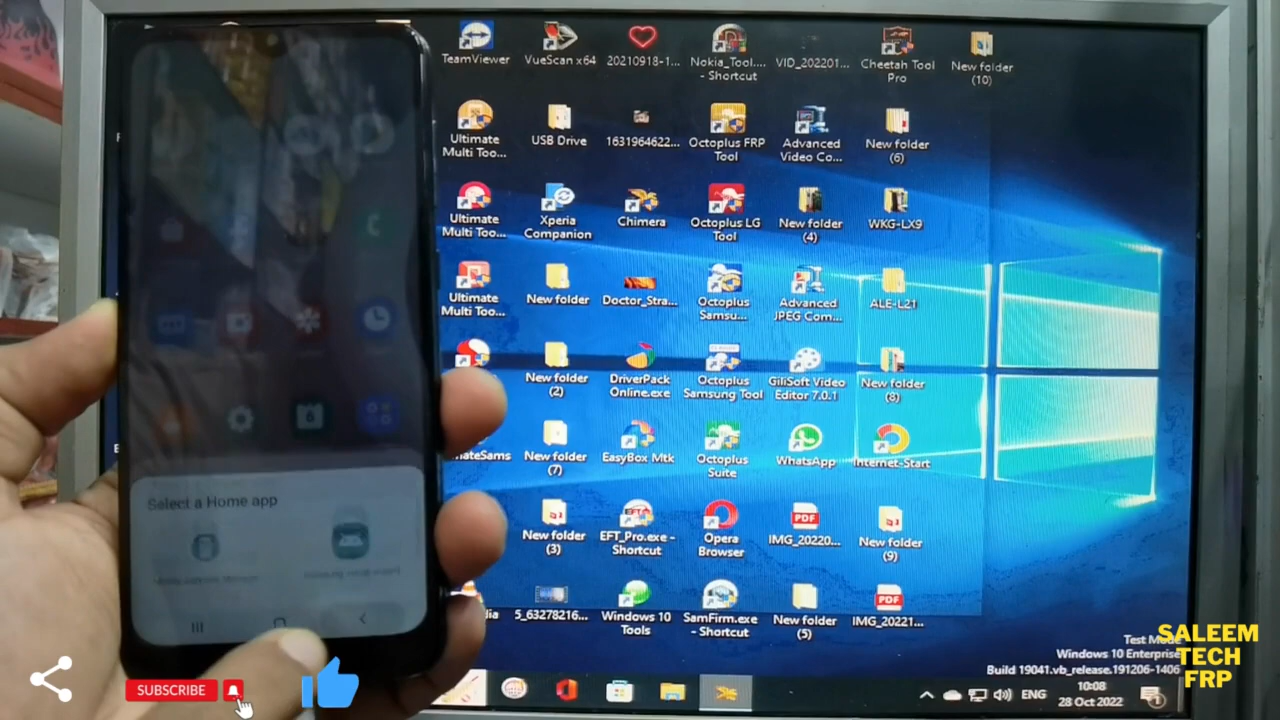 TeamViewer
VueScan x64
20210918-1...
Nokia_Tool....
- Shortcut
VID_202201...
Cheetah Tool
Pro
New folder
(10)
Ultimate
Multi Too...
USB Drive
1631964622...
Octoplus FRP
Tool
Advanced
Video Co...
New folder
(6)
Ultimate
Multi Too...
Xperia
Companion
Chimera
Octoplus LG
Tool
New folder
(4)
WKG-LX9
Ultimate
Multi Too...
New folder
Doctor_Stra...
Octoplus
Samsu...
Advanced
JPEG Com...
ALE-L21
New folder
(2)
DriverPack
Online.exe
Octoplus
Samsung Tool
GiliSoft Video
Editor 7.0.1
New folder
(8)
New folder
(7)
EasyBox Mtk
Octoplus
Suite
WhatsApp
Internet-Start
New folder
(3)
EFT_Pro.exe -
Shortcut
Opera
Browser
IMG_20220...
New folder
(9)
5_63278216...
Windows 10
Tools
SamFirm.exe
- Shortcut
New folder
(5)
IMG_20221...
Select a Home app
Windows 10 Enterprise
Build 19041.vb_release.191206-1406
ENG
10:08
28 Oct 2022
SUBSCRIBE
SALEEM
TECH
FRP